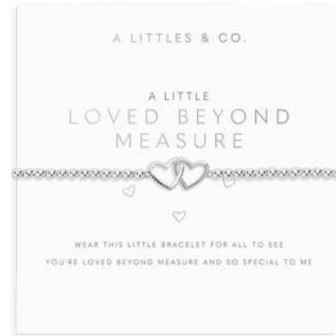 A LITTLES & CO.
A LITTLE
LOVED BEYOND
MEASURE
WEAR THIS LITTLE BRACELET FOR ALL TO SEE
YOU'RE LOVED BEYOND MEASURE AND SO SPECIAL TO ME